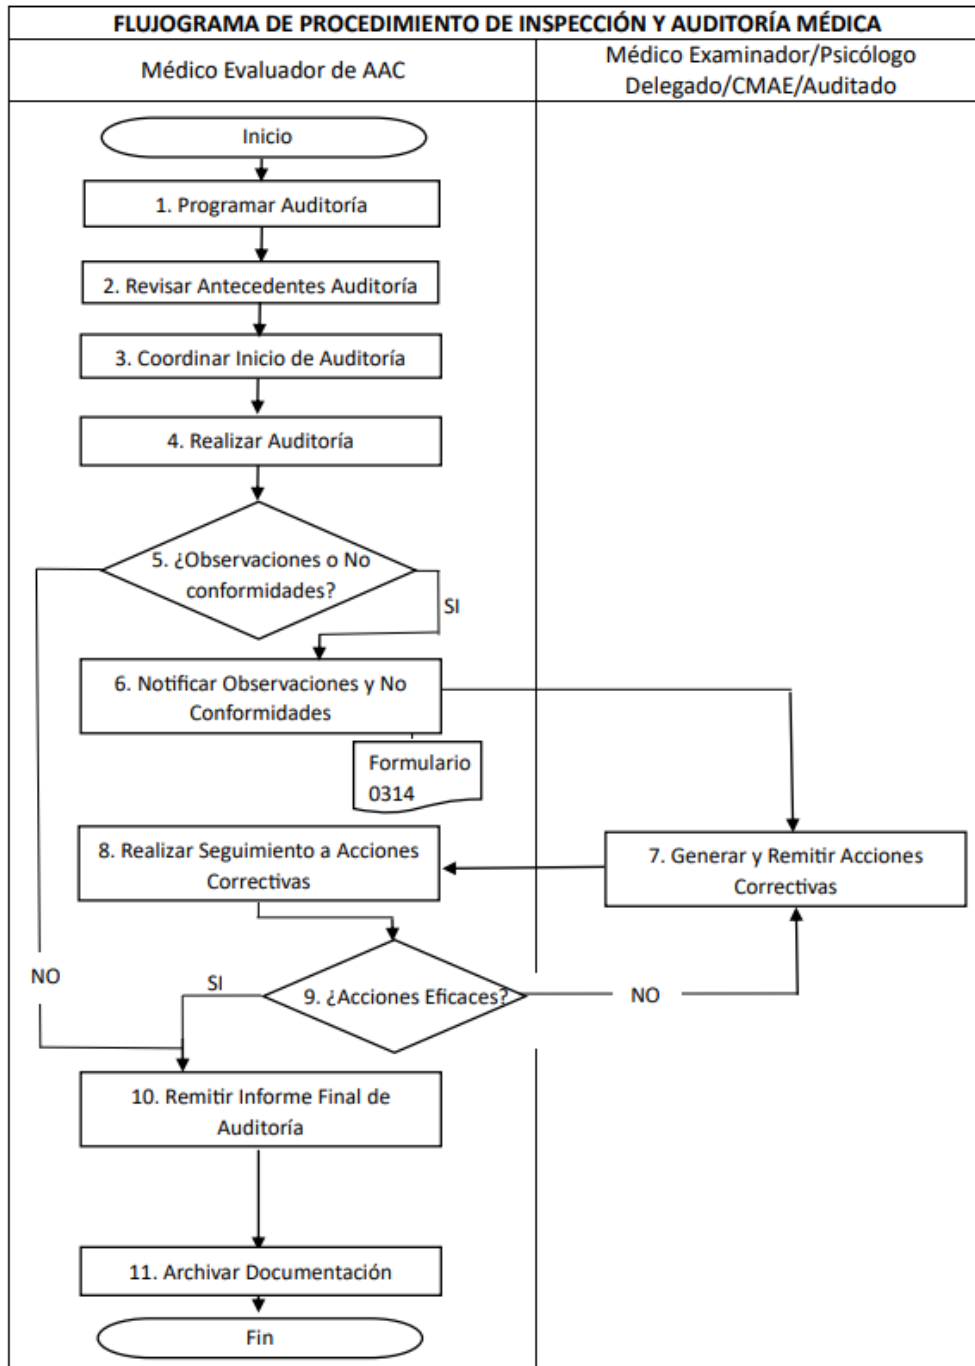 FLUJOGRAMA DE PROCEDIMIENTO DE INSPECCIÓN Y AUDITORÍA MÉDICA
Médico Evaluador de AAC
Médico Examinador/Psicólogo
Delegado/CMAE/Auditado
Inicio
1. Programar Auditoría
2. Revisar Antecedentes Auditoría
3. Coordinar Inicio de Auditoría
4. Realizar Auditoría
5. ¿Observaciones o No
conformidades?
SI
6. Notificar Observaciones y No
Conformidades
Formulario
0314
7. Generar y Remitir Acciones
Correctivas
8. Realizar Seguimiento a Acciones
Correctivas
NO
SI
9. ¿Acciones Eficaces?
NO
10. Remitir Informe Final de
Auditoría
11. Archivar Documentación
Fin